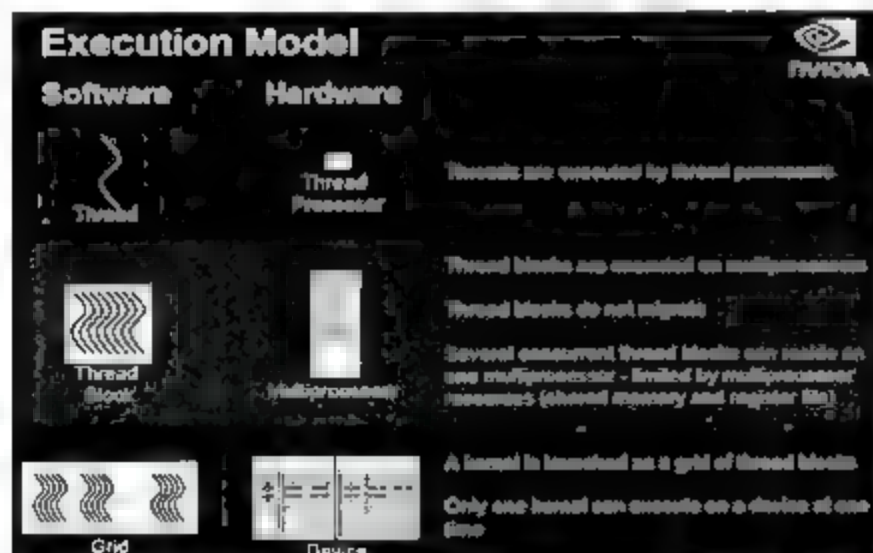 Execution Model
NVIDIA
Software
Hardware
Thread
Thread
Processor
Threads are executed by thread processors
Thread
Block
Multiprocessor
Thread blocks are executed on multiprocessors
Thread blocks do not migrate
Several concurrent thread blocks can reside on
one multiprocessor - limited by multiprocessor
resources (shared memory and register file)
Grid
Device
A kernel is launched as a grid of thread blocks
Only one kernel can execute on a device at one
time